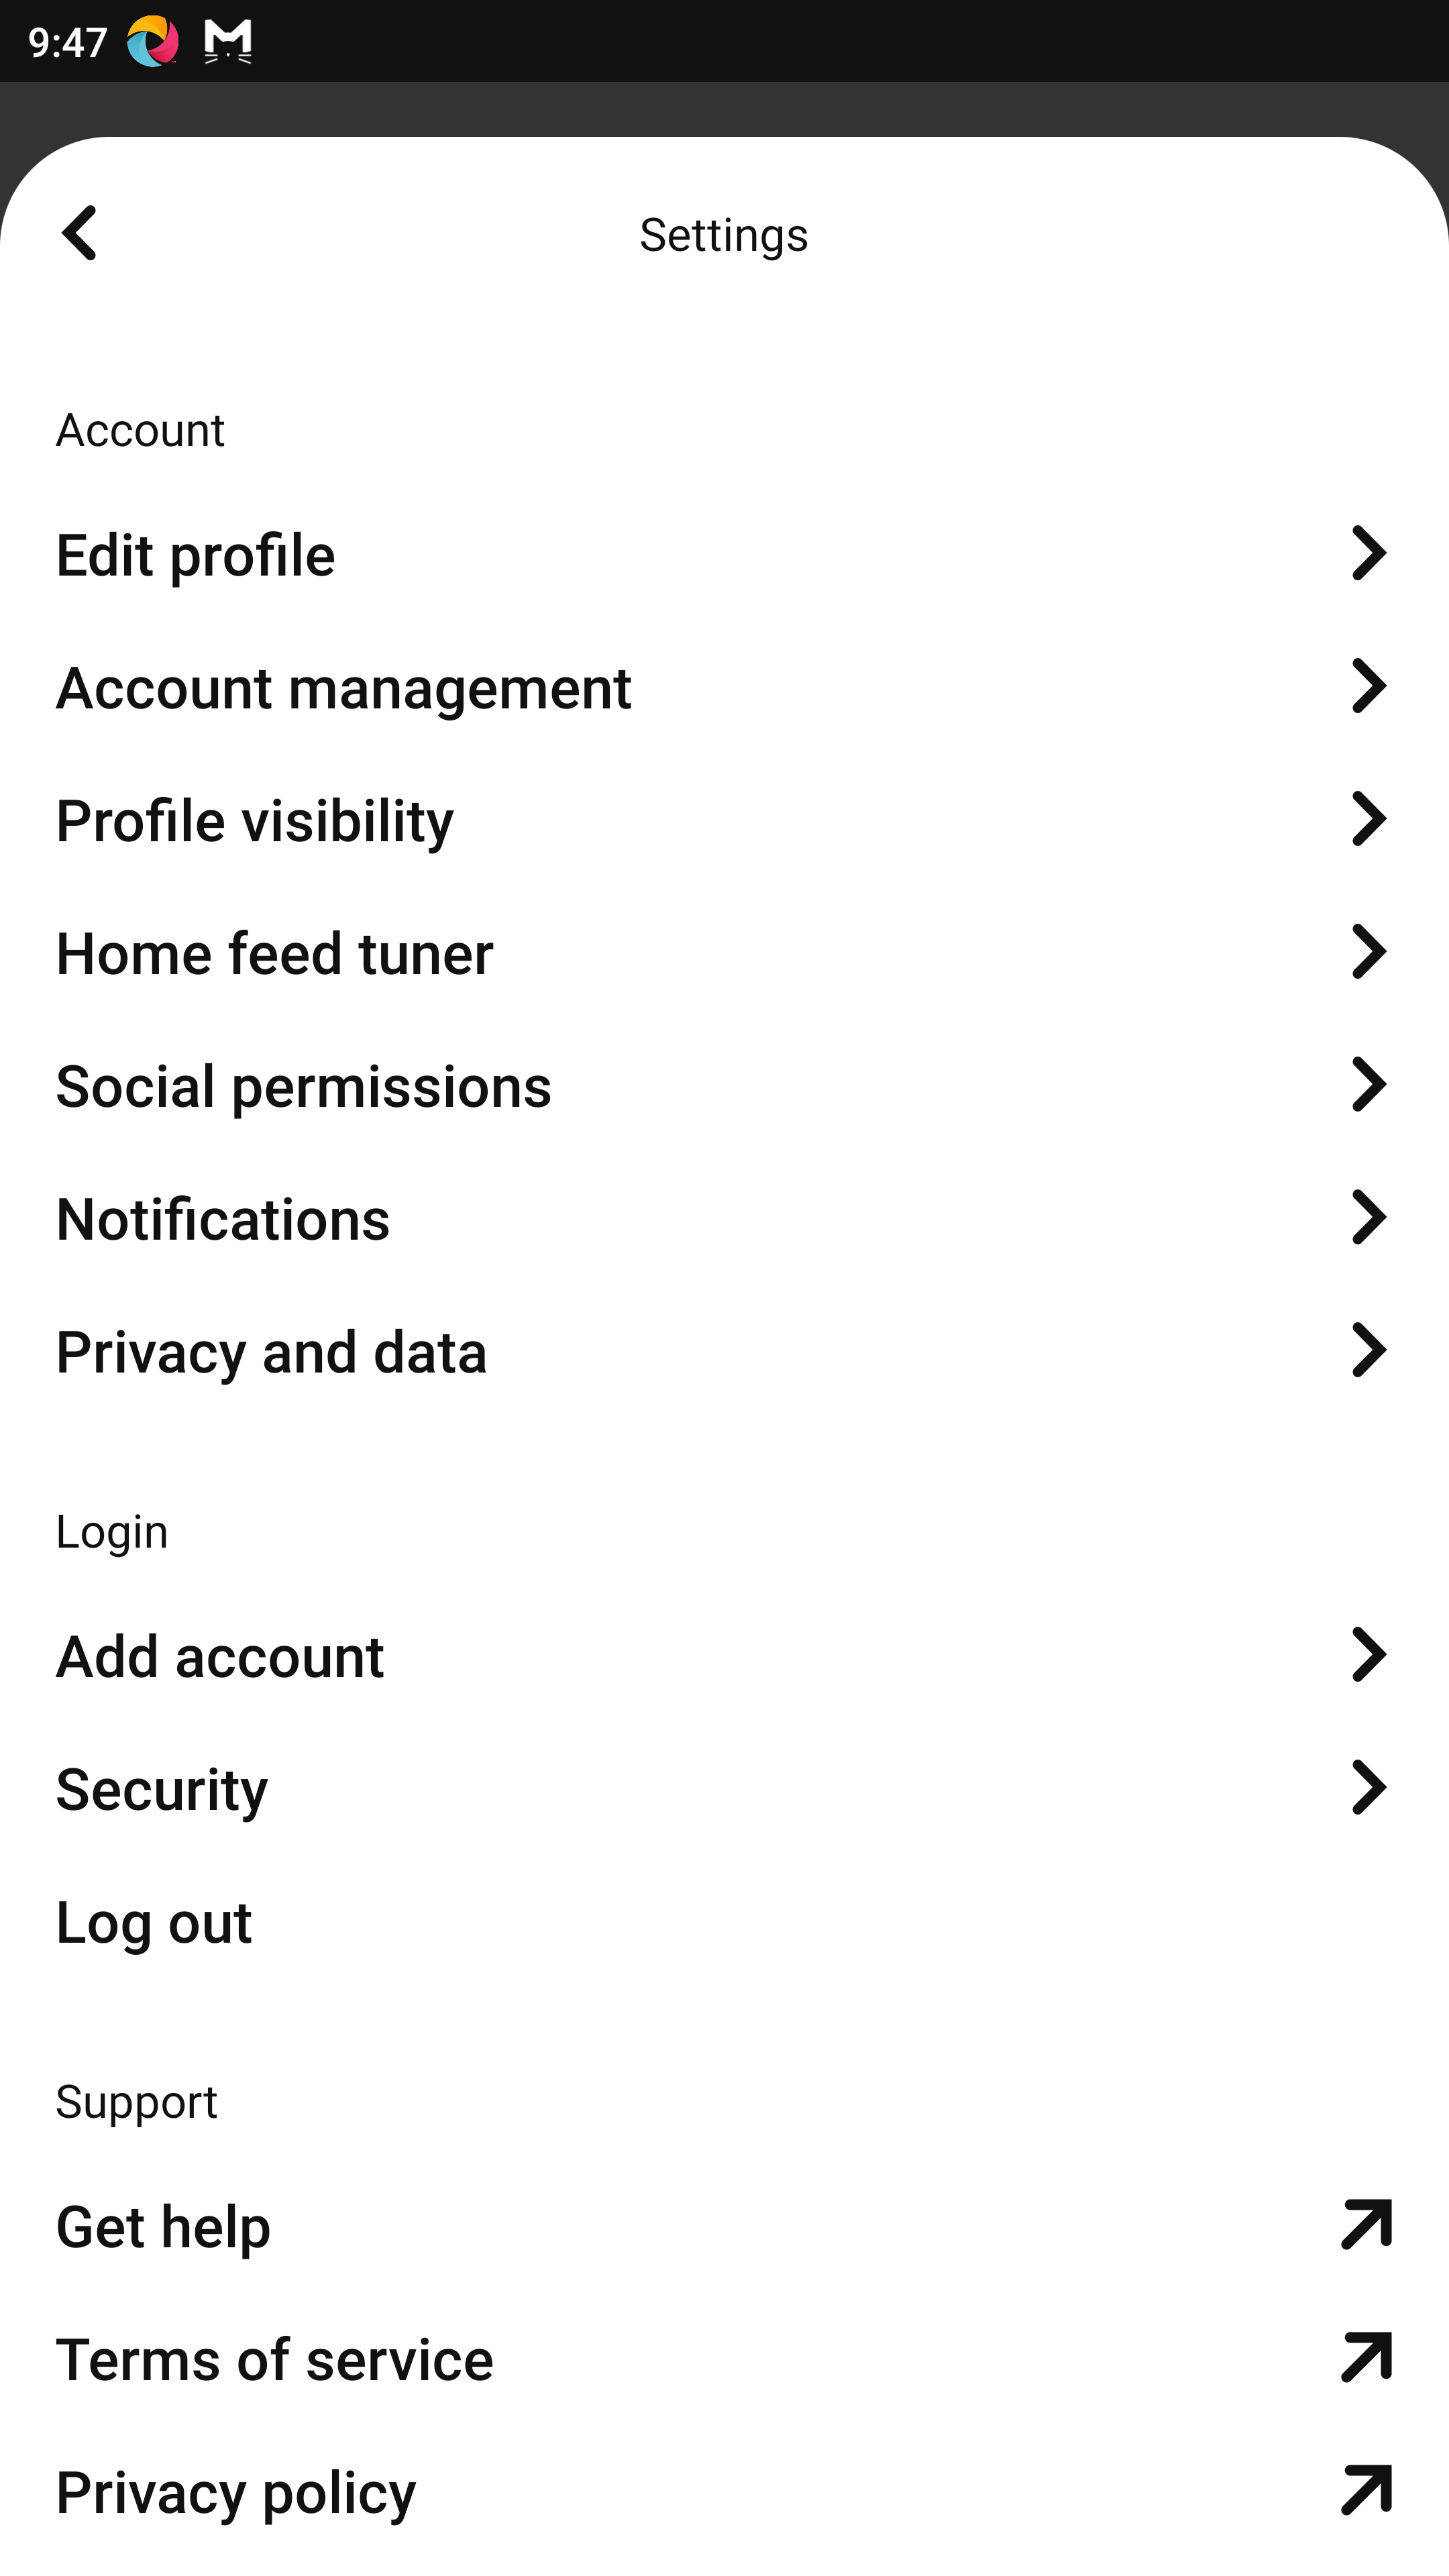 9:47
Settings
Account
Edit profile
Account management
Profile visibility
Home feed tuner
Social permissions
Notifications
Privacy and data
Login
Add account
Security
Log out
Support
Get help
Terms of service
Privacy policy